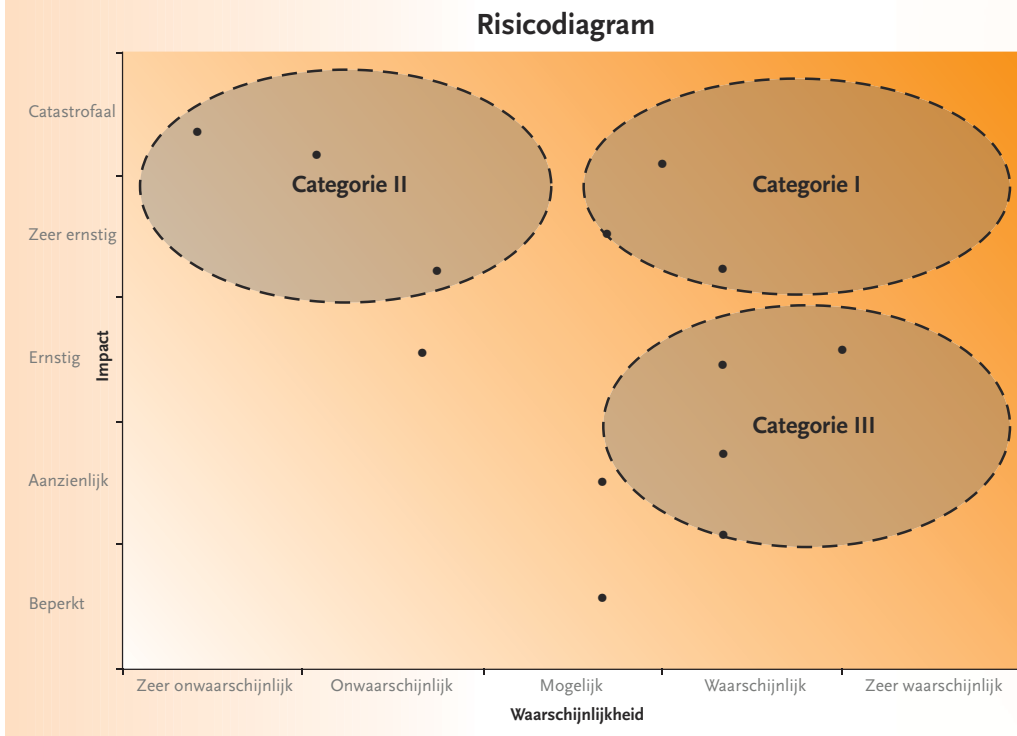 Risicodiagram
Catastrofaal
Categorie II
Categorie I
Zeer ernstig
Impact
Ernstig
Categorie III
Aanzienlijk
Beperkt
Zeer onwaarschijnlijk
Onwaarschijnlijk
Mogelijk
Waarschijnlijk
Zeer waarschijnlijk
Waarschijnlijkheid